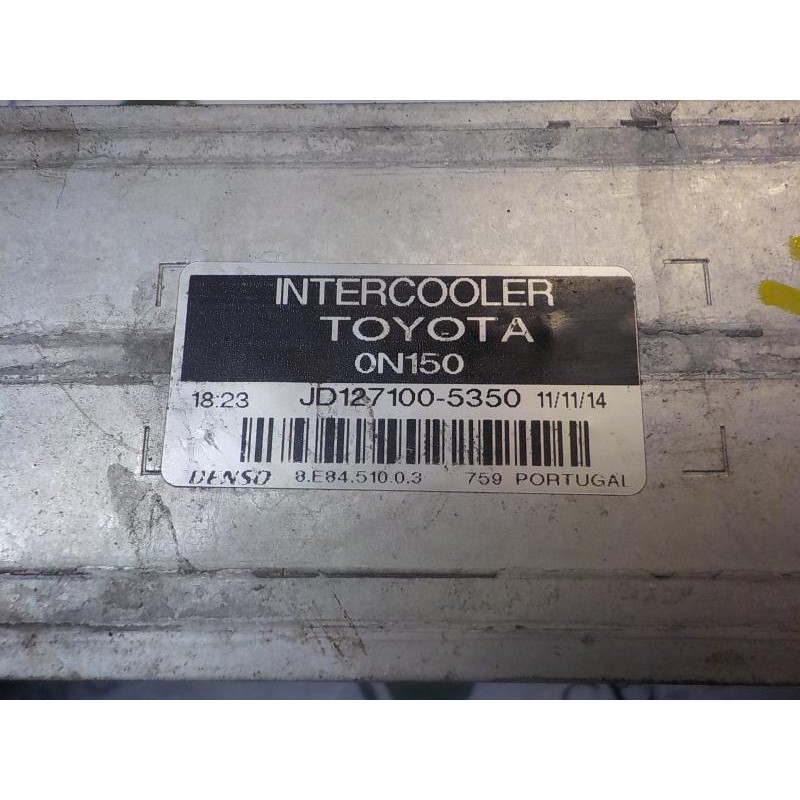 INTERCOOLER
TOYOTA
0N150
18:23 JD127100-5350 11/11/14
DENSO 8.E84.510.0.3 759 PORTUGAL